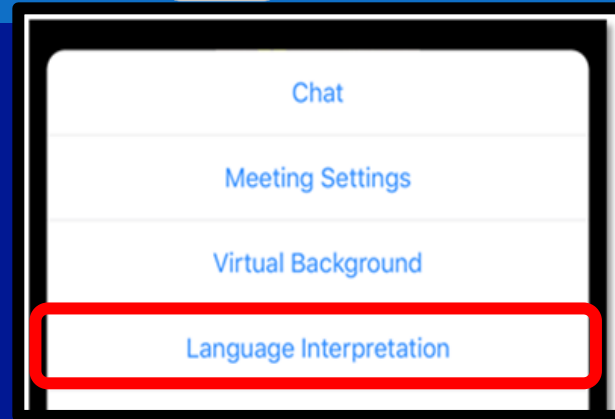 Chat
Meeting Settings
Virtual Background
Language Interpretation